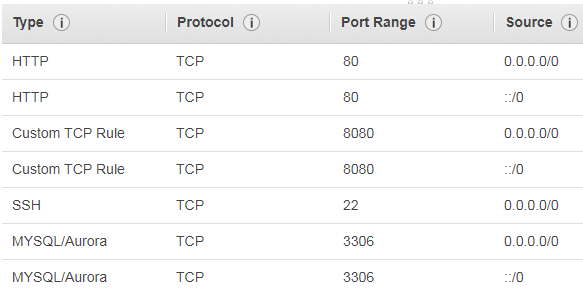 Type Protocol Port Range Source
HTTP TCP 80 0.0.0.0/0
HTTP TCP 80 ::/0
Custom TCP Rule TCP 8080 0.0.0.0/0
Custom TCP Rule TCP 8080 ::/0
SSH TCP 22 0.0.0.0/0
MYSQL/Aurora TCP 3306 0.0.0.0/0
MYSQL/Aurora TCP 3306 ::/0